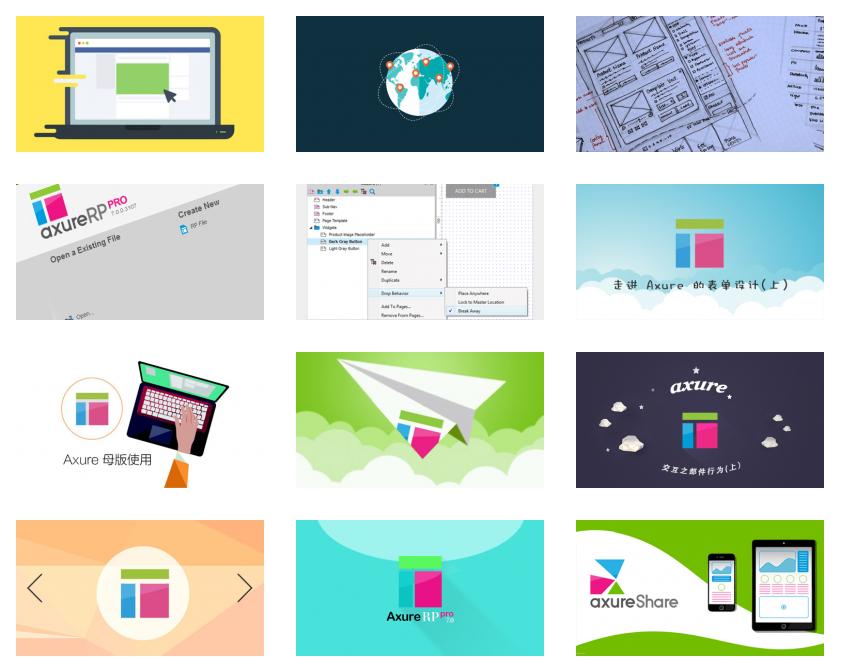 Product Name
Product Name
axureRP PRO
7.0.0.3107
Create New
RP File
Open a Existing File
Open...
ADD TO CART
Header
Sub-Nav
Footer
Page Template
Widgets
Product Image Placeholder
Dark Gray Button
Light Gray Button
Add
Move
Delete
Rename
Duplicate
Drop Behavior
Add To Pages...
Remove From Pages...
Place Anywhere
Lock to Master Location
Break Away
走进 Axure 的表单设计(上)
Axure 母版使用
axure
交互之部件行为(上)
Axure RP pro
7.0
axureShare